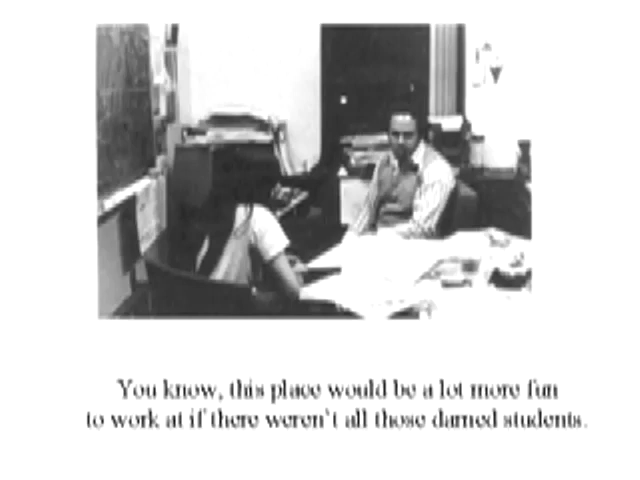 You know, this place would be a lot more fun
to work at if there weren't all those darned students.